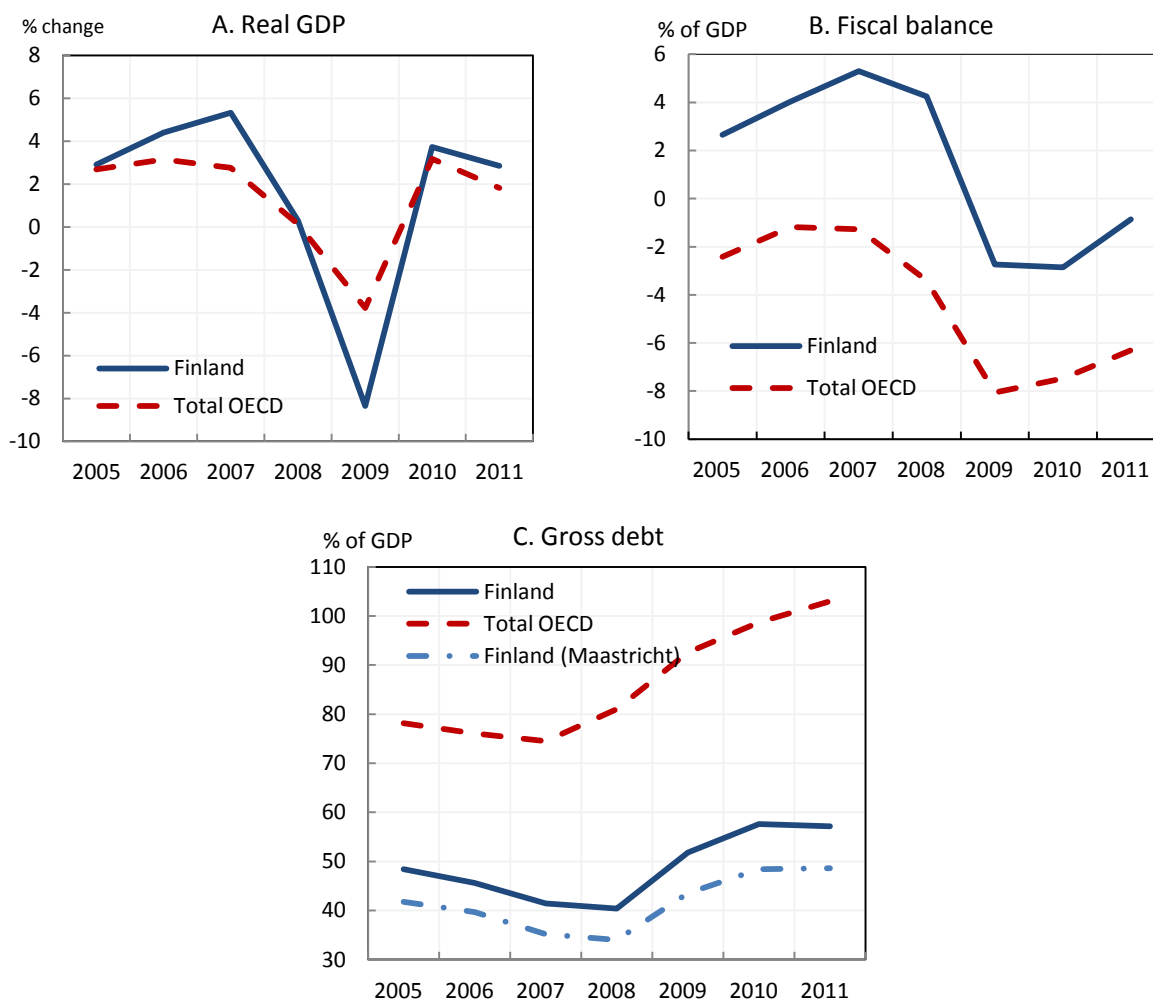 % change
A. Real GDP
8
6
4
2
0
-2
-4
-6
-8
-10
Finland
Total OECD
2005 2006 2007 2008 2009 2010 2011
% of GDP
B. Fiscal balance
6
4
2
0
-2
-4
-6
-8
-10
Finland
Total OECD
2005 2006 2007 2008 2009 2010 2011
% of GDP
C. Gross debt
110
100
90
80
70
60
50
40
30
Finland
Total OECD
Finland (Maastricht)
2005 2006 2007 2008 2009 2010 2011